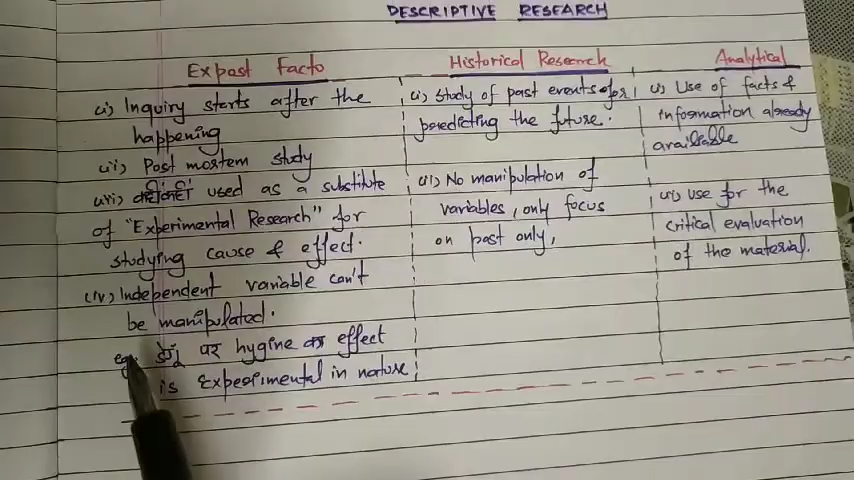 DESCRIPTIVE RESEARCH
Expost Facto
(i) Inquiry starts after the
happening
(ii) Post mortem study
(iii) used as a substitute
of "Experimental Research" for
studying cause & effect.
(iv) Independent variable can't
be manipulated.
eg. पर hygine का effect
is Experimental in nature
Historical Research
(i) Study of past events for
predicting the future.
(ii) No manipulation of
variables, only focus
on past only,
Analytical
(i) Use of facts &
information already
available
(ii) use for the
critical evaluation
of the material.